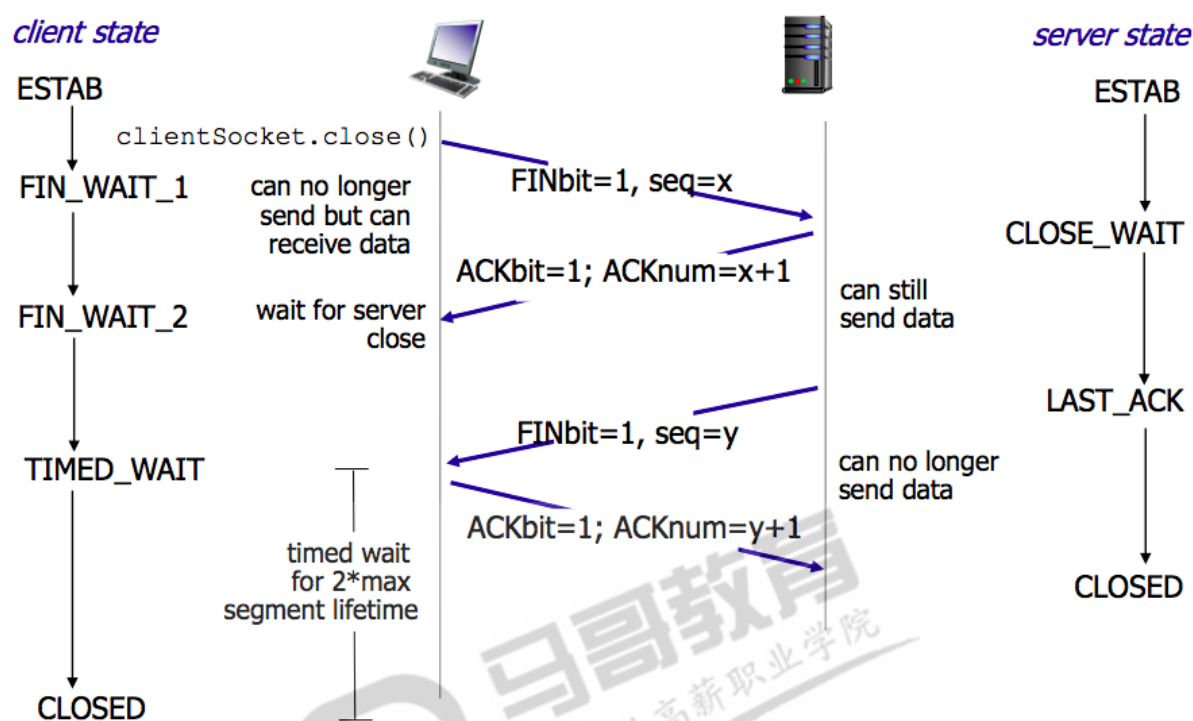 client state
server state
ESTAB
ESTAB
clientSocket.close()
FIN_WAIT_1
can no longer
send but can
receive data
FINbit=1, seq=x
CLOSE_WAIT
ACKbit=1; ACKnum=x+1
FIN_WAIT_2
wait for server
close
can still
send data
LAST_ACK
FINbit=1, seq=y
TIMED_WAIT
can no longer
send data
ACKbit=1; ACKnum=y+1
timed wait
for 2*max
segment lifetime
CLOSED
CLOSED
马哥教育
高薪职业学院